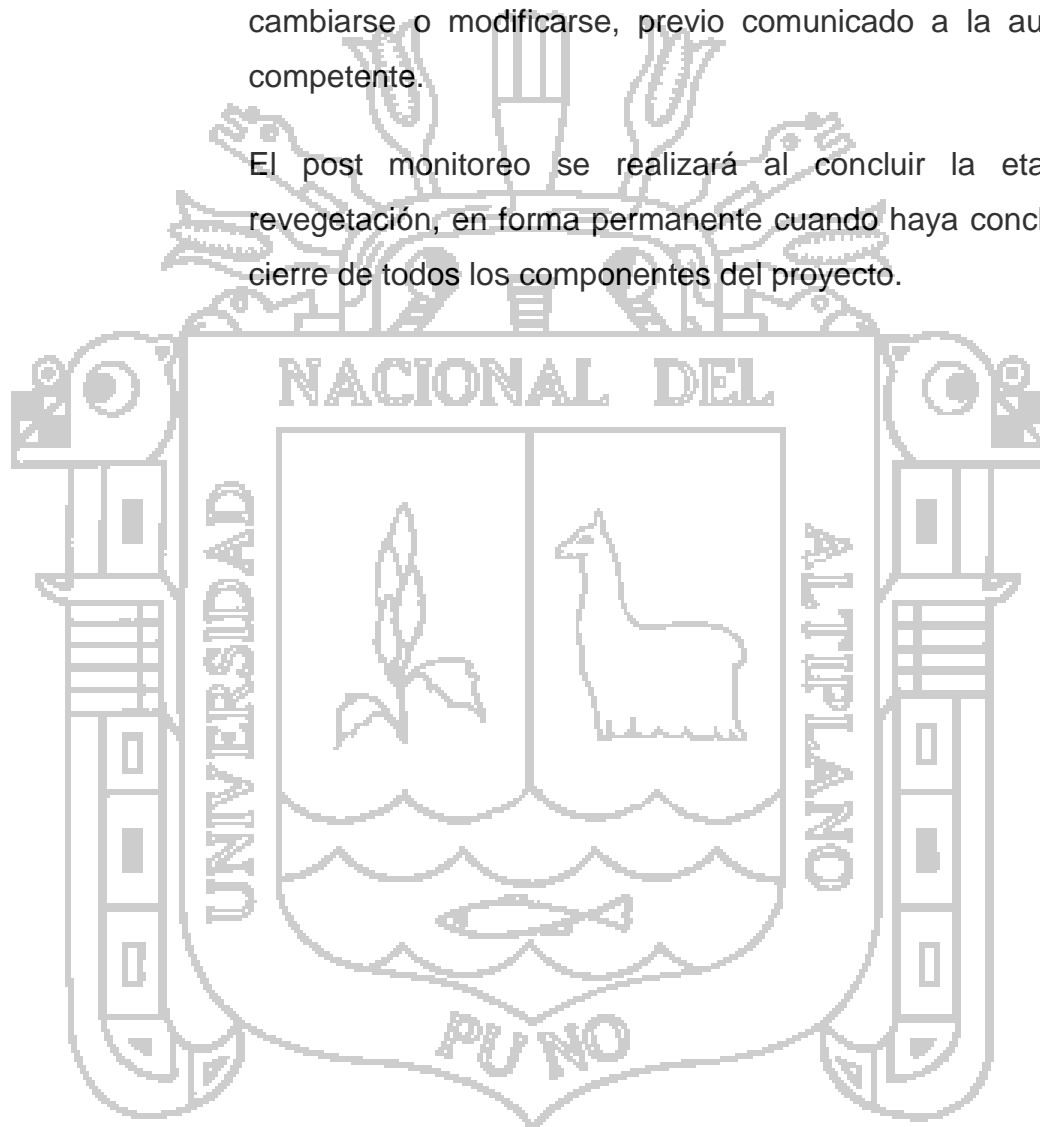 cambiarse o modificarse, previo comunicado a la au
competente.
El post monitoreo se realizará al concluir la eta
revegetación, en forma permanente cuando haya concl
cierre de todos los componentes del proyecto.
NACIONAL DEL
UNIVERSIDAD
ALTIPLANO
PUNO